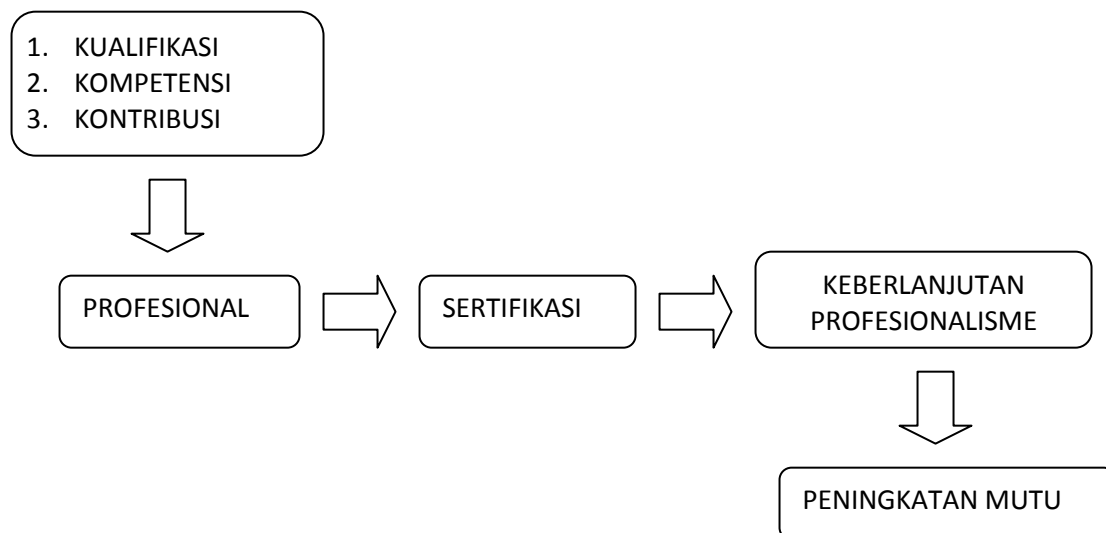 1. KUALIFIKASI
2. KOMPETENSI
3. KONTRIBUSI
PROFESIONAL
SERTIFIKASI
KEBERLANJUTAN
PROFESIONALISME
PENINGKATAN MUTU